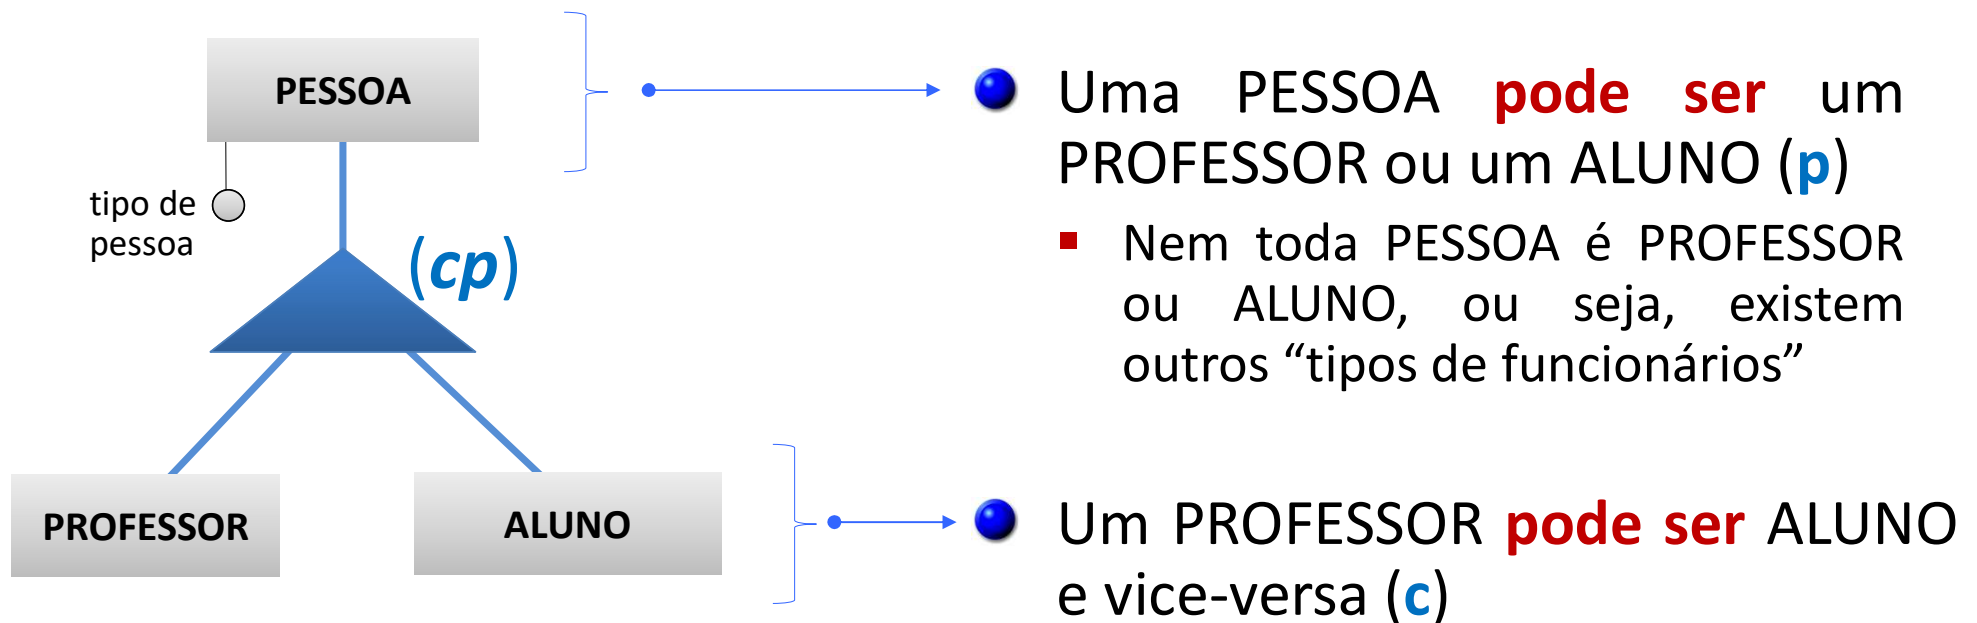 PESSOA
tipo de
pessoa
(cp)
PROFESSOR
ALUNO
Uma PESSOA pode ser um
PROFESSOR ou um ALUNO (p)
Nem toda PESSOA é PROFESSOR
ou ALUNO, ou seja, existem
outros “tipos de funcionários”
Um PROFESSOR pode ser ALUNO
e vice-versa (c)